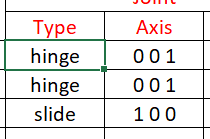 Joint
Type Axis
hinge 0 0 1
hinge 0 0 1
slide 1 0 0